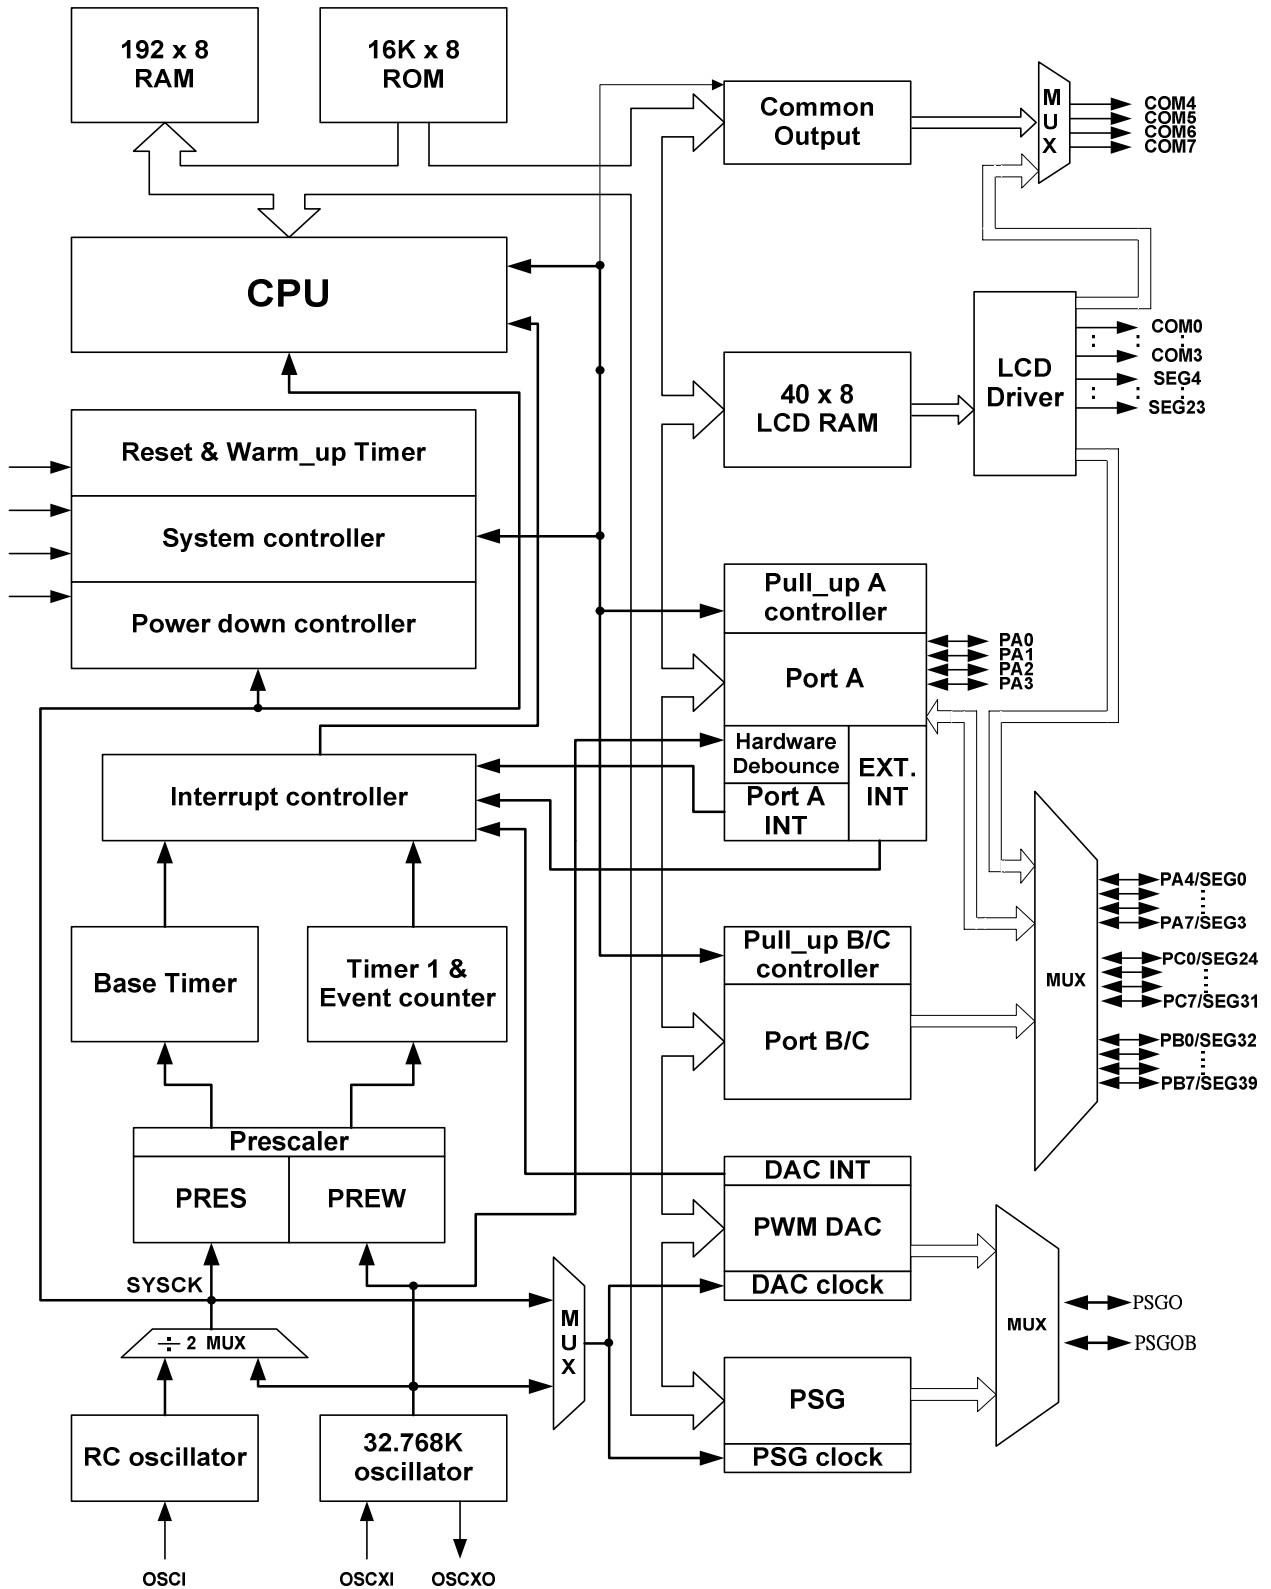 192 x 8
RAM
16K x 8
ROM
Common
Output
M
U
X
COM4
COM5
COM6
COM7
CPU
LCD
Driver
COM0
COM3
SEG4
SEG23
40 x 8
LCD RAM
Reset & Warm_up Timer
System controller
Power down controller
Pull_up A
controller
Port A
PA0
PA1
PA2
PA3
Hardware
Debounce
EXT.
INT
Port A
INT
Interrupt controller
Base Timer
Timer 1 &
Event counter
Pull_up B/C
controller
Port B/C
MUX
PA4/SEG0
PA7/SEG3
PC0/SEG24
PC7/SEG31
PB0/SEG32
PB7/SEG39
Prescaler
PRES
PREW
DAC INT
PWM DAC
DAC clock
SYSCK
÷ 2 MUX
M
U
X
MUX
PSGO
PSGOB
PSG
PSG clock
RC oscillator
32.768K
oscillator
OSCI
OSCXI
OSCXO